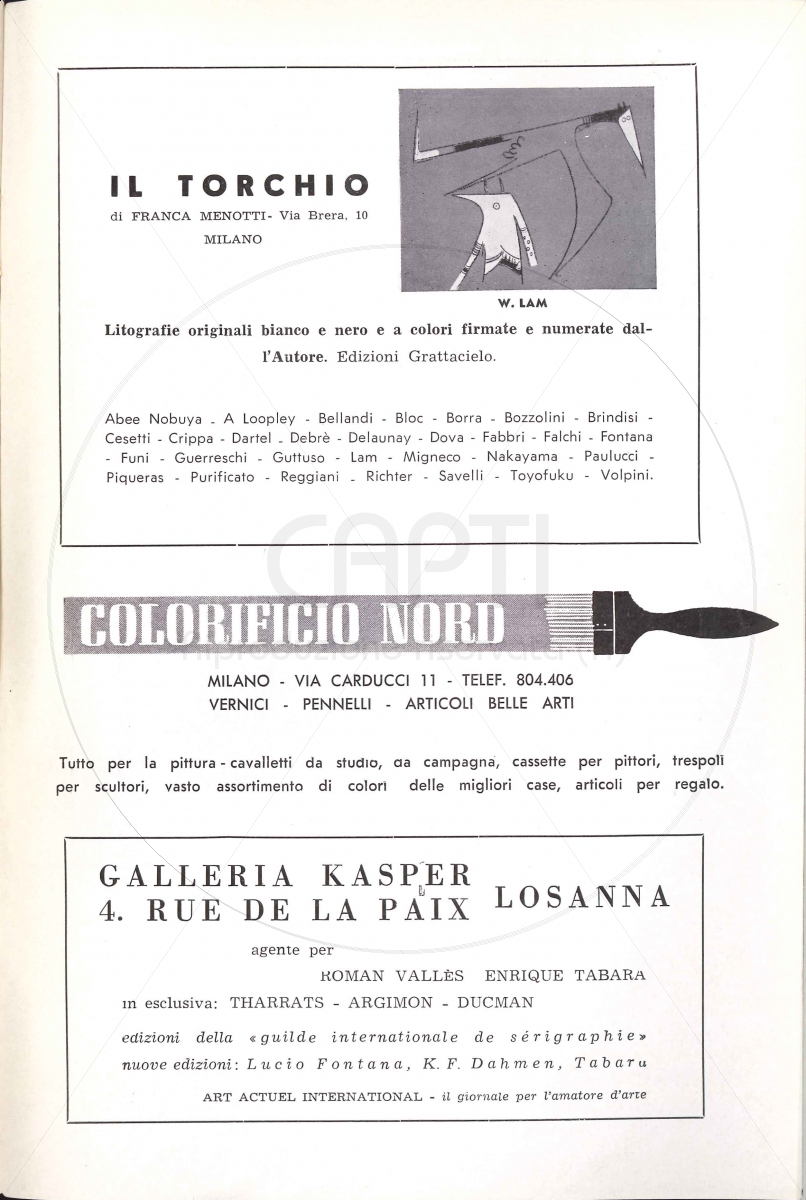 IL TORCHIO
di FRANCA MENOTTI- Via Brera, 10
MILANO
W. LAM
Litografie originali bianco e nero e a colori firmate e numerate dal-
l'Autore. Edizioni Grattacielo.
Abee Nobuya - A Loopley - Bellandi - Bloc - Borra - Bozzolini - Brindisi -
Cesetti - Crippa - Dartel - Debrè - Delaunay - Dova - Fabbri - Falchi - Fontana
- Funi - Guerreschi - Guttuso - Lam - Migneco - Nakayama - Paulucci -
Piqueras - Purificato - Reggiani - Richter - Savelli - Toyofuku - Volpini.
CAPTI
COLORIFICIO NORD
riproduzione riservata (r)
MILANO - VIA CARDUCCI 11 - TELEF. 804.406
VERNICI - PENNELLI - ARTICOLI BELLE ARTI
Tutto per la pittura - cavalletti da studio, da campagna, cassette per pittori, trespoli
per scultori, vasto assortimento di colori delle migliori case, articoli per regalo.
GALLERIA KASPER
4. RUE DE LA PAIX LOSANNA
agente per
ROMAN VALLÈS ENRIQUE TABARA
in esclusiva: THARRATS - ARGIMON - DUCMAN
edizioni della «guilde internationale de sérigraphie»
nuove edizioni: Lucio Fontana, K. F. Dahmen, Tabara
ART ACTUEL INTERNATIONAL - il giornale per l'amatore d'arte